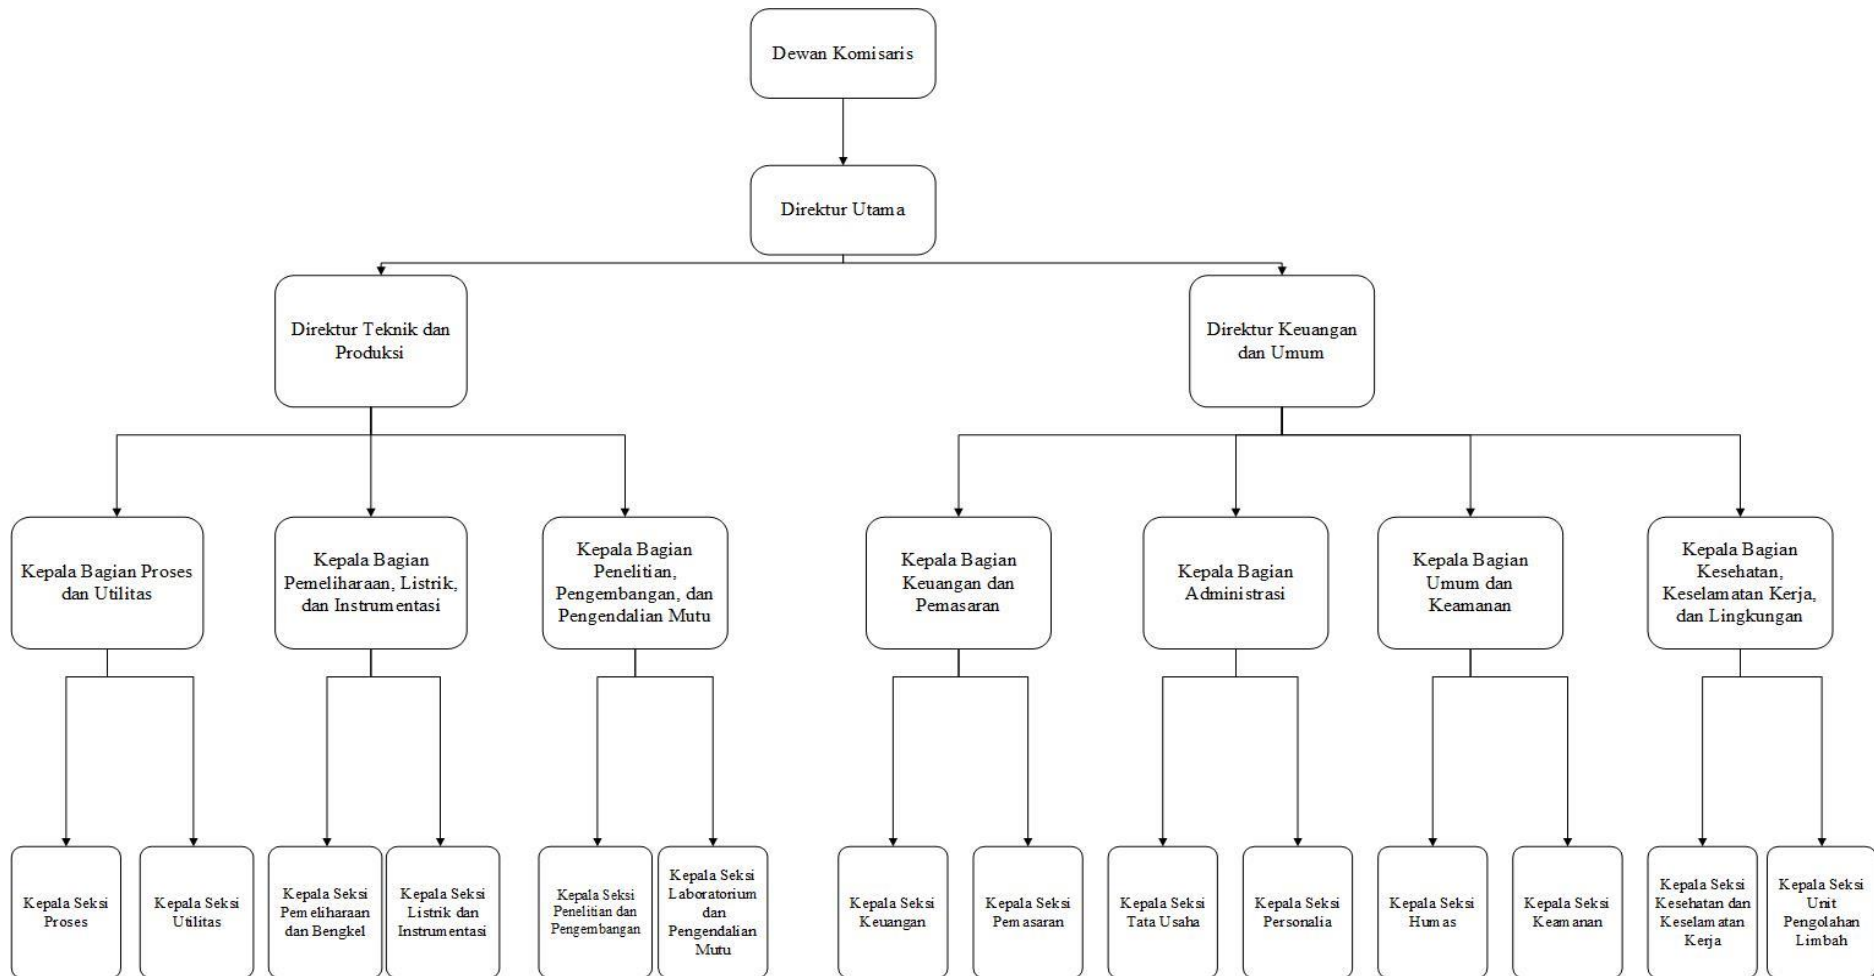 Dewan Komisaris
Direktur Utama
Direktur Teknik dan
Produksi
Direktur Keuangan
dan Umum
Kepala Bagian Proses
dan Utilitas
Kepala Bagian
Pemeliharaan, Listrik,
dan Instrumentasi
Kepala Bagian
Penelitian,
Pengembangan, dan
Pengendalian Mutu
Kepala Bagian
Keuangan dan
Pemasaran
Kepala Bagian
Administrasi
Kepala Bagian
Umum dan
Keamanan
Kepala Bagian
Kesehatan,
Keselamatan Kerja,
dan Lingkungan
Kepala Seksi
Proses
Kepala Seksi
Utilitas
Kepala Seksi
Pemeliharaan
dan Bengkel
Kepala Seksi
Listrik dan
Instrumentasi
Kepala Seksi
Penelitian dan
Pengembangan
Kepala Seksi
Laboratorium
dan
Pengendalian
Mutu
Kepala Seksi
Keuangan
Kepala Seksi
Pemasaran
Kepala Seksi
Tata Usaha
Kepala Seksi
Personalia
Kepala Seksi
Humas
Kepala Seksi
Keamanan
Kepala Seksi
Kesehatan dan
Keselamatan
Kerja
Kepala Seksi
Unit
Pengolahan
Limbah